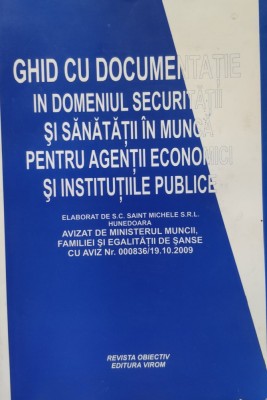 GHID CU DOCUMENTAȚIE
IN DOMENIUL SECURITĂȚII
ȘI SĂNĂTĂȚII ÎN MUNCĂ
PENTRU AGENȚII ECONOMICI
ȘI INSTITUȚIILE PUBLICE
ELABORAT DE S.C. SAINT MICHELE S.R.L.
HUNEDOARA
AVIZAT DE MINISTERUL MUNCII,
FAMILIEI ȘI EGALITĂȚII DE ȘANSE
CU AVIZ Nr. 000836/19.10.2009
REVISTA OBIECTIV
EDITURA VIROM